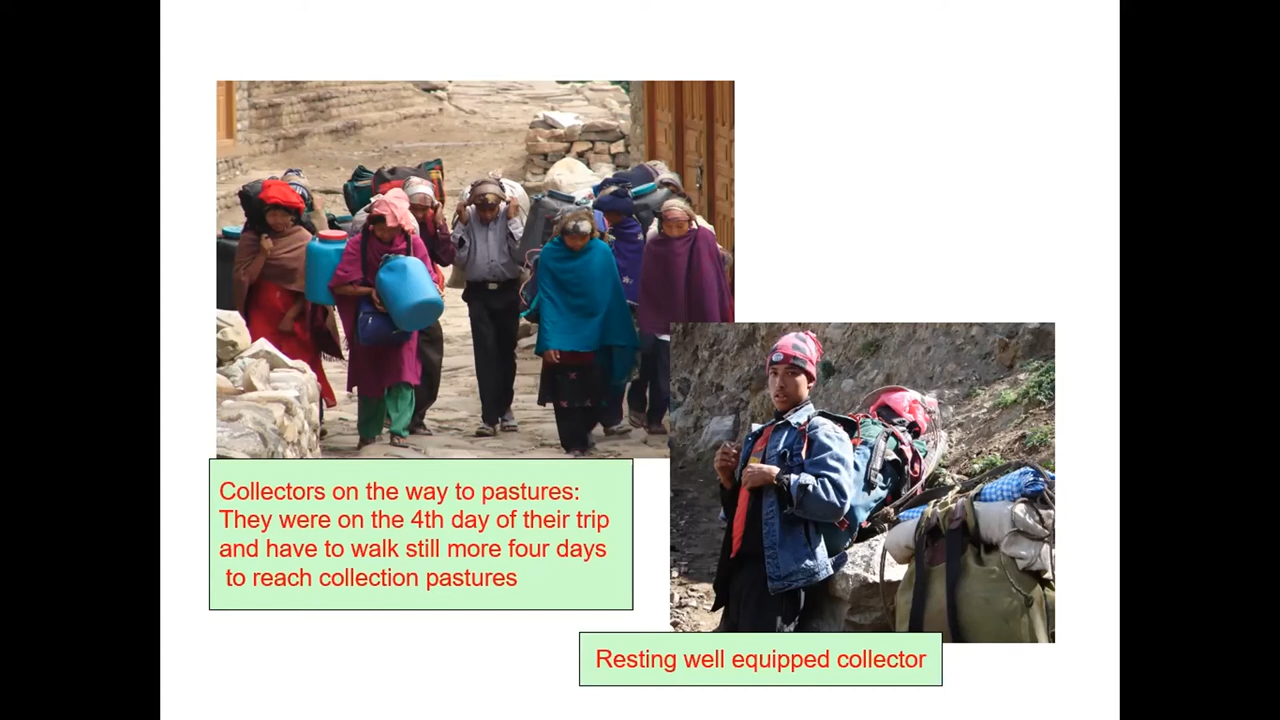 Collectors on the way to pastures:
They were on the 4th day of their trip
and have to walk still more four days
to reach collection pastures
Resting well equipped collector